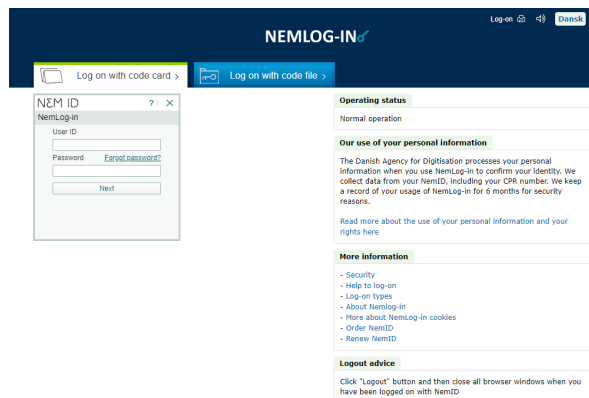 Log-on
Dansk
NEMLOG-IN
Log on with code card >
Log on with code file >
NEM ID ? | ×
NemLog-in
User ID
Password Forgot password?
Next
Operating status
Normal operation
Our use of your personal information
The Danish Agency for Digitisation processes your personal
information when you use NemLog-in to confirm your identity. We
collect data from your NemID, including your CPR number. We keep
a record of your usage of NemLog-in for 6 months for security
reasons.
Read more about the use of your personal information and your
rights here
More information
- Security
- Help to log-on
- Log-on types
- About Nemlog-in
- More about NemLog-in cookies
- Order NemID
- Renew NemID
Logout advice
Click "Logout" button and then close all browser windows when you
have been logged on with NemID